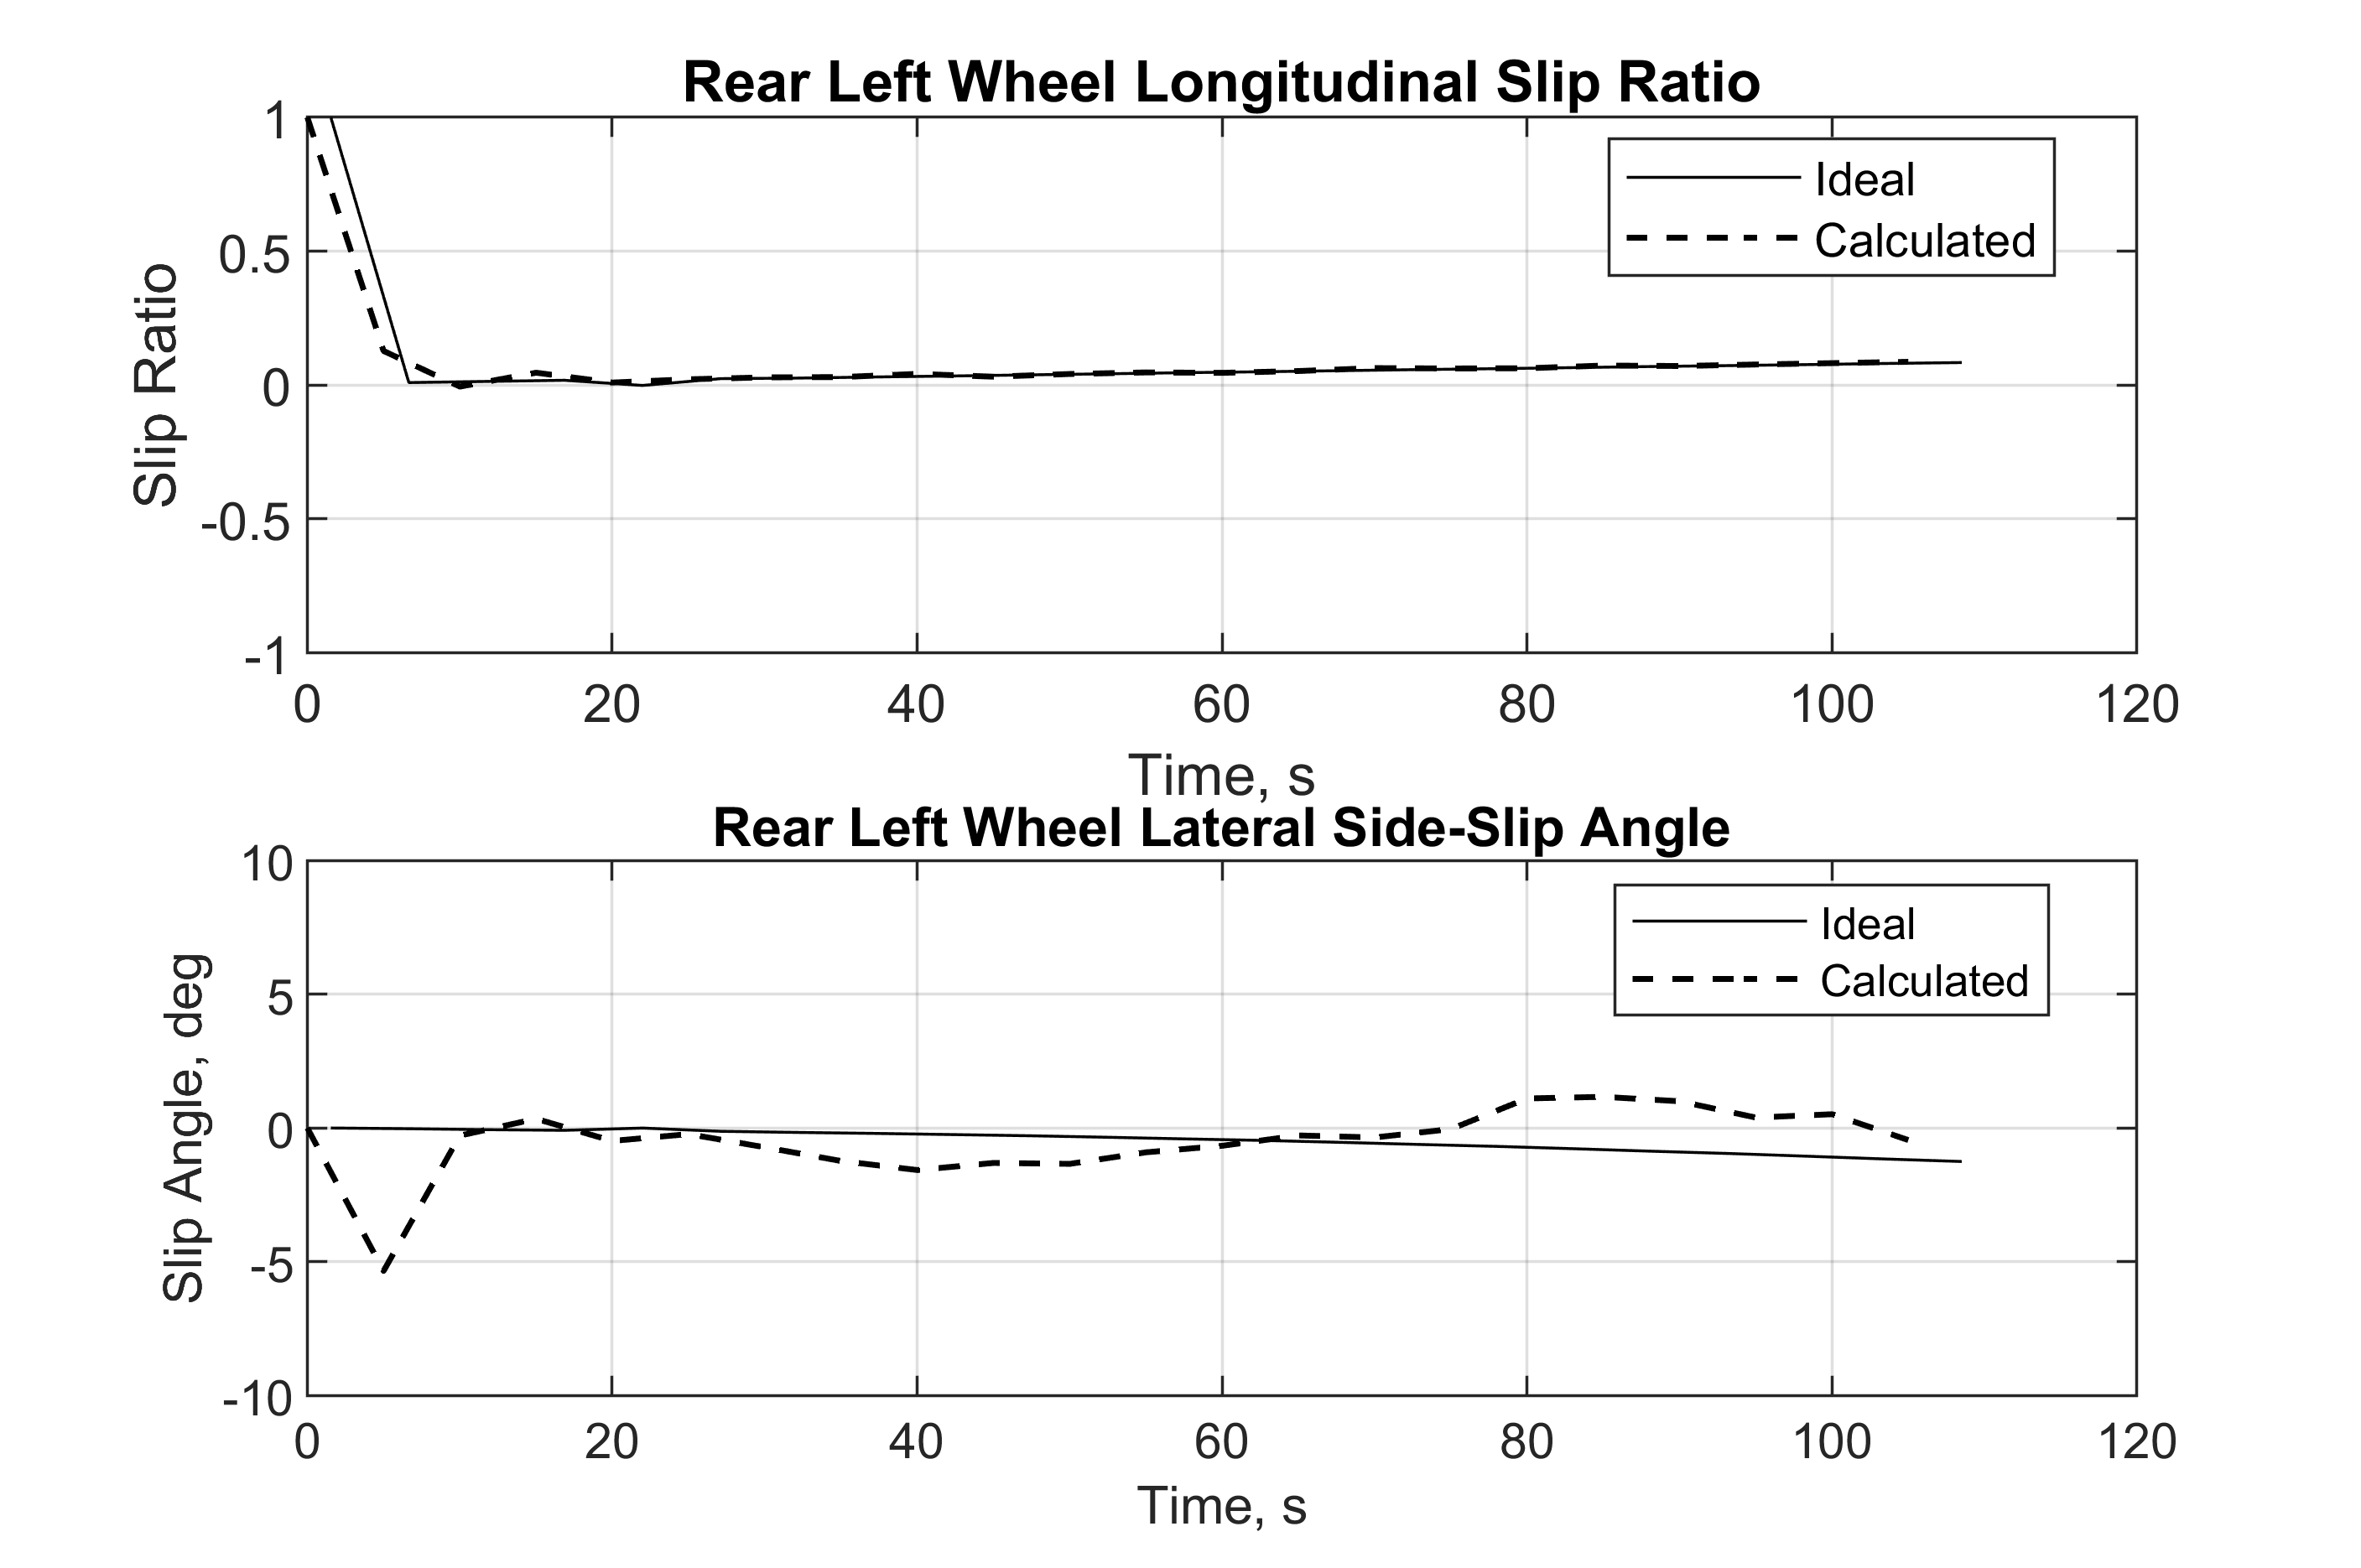 Rear Left Wheel Longitudinal Slip Ratio
1
0.5
0
-0.5
-1
Slip Ratio
Ideal
Calculated
0 20 40 60 80 100 120
Time, s
Rear Left Wheel Lateral Side-Slip Angle
10
5
0
-5
-10
Slip Angle, deg
Ideal
Calculated
0 20 40 60 80 100 120
Time, s